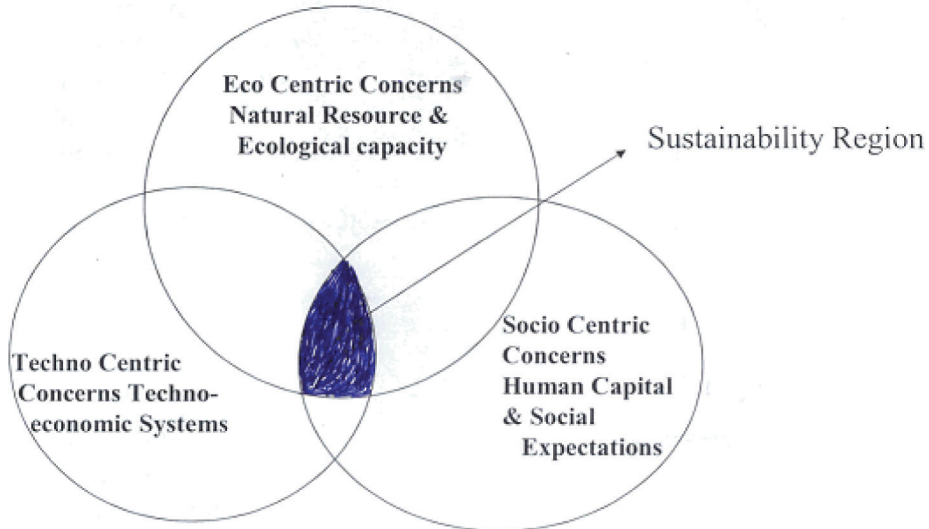 Eco Centric Concerns
Natural Resource &
Ecological capacity
Sustainability Region
Techno Centric
Concerns Techno-
economic Systems
Socio Centric
Concerns
Human Capital
& Social
Expectations